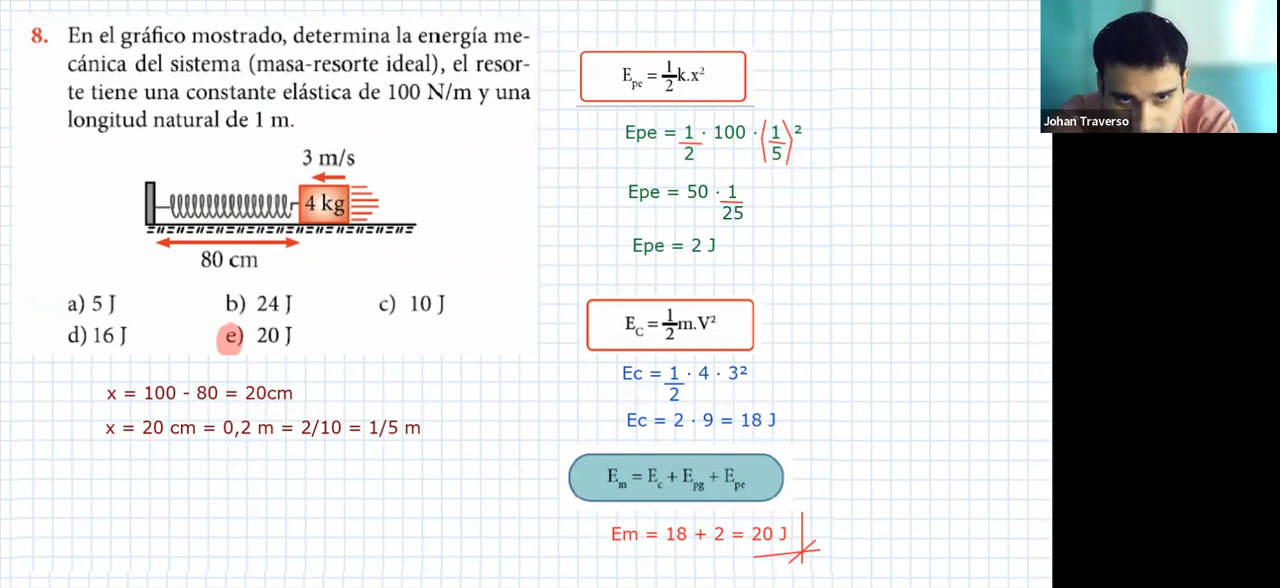 8. En el gráfico mostrado, determina la energía me-
cánica del sistema (masa-resorte ideal), el resor-
te tiene una constante elástica de 100 N/m y una
longitud natural de 1 m.
3 m/s
4 kg
80 cm
a) 5 J b) 24 J c) 10 J
d) 16 J e) 20 J
x = 100 - 80 = 20cm
x = 20 cm = 0,2 m = 2/10 = 1/5 m
Epe = 1/2 k.x²
Epe = 1/2 · 100 · (1/5)²
Epe = 50 · 1/25
Epe = 2 J
EC = 1/2 m.V²
Ec = 1/2 · 4 · 3²
Ec = 2 · 9 = 18 J
Em = Ec + Epg + Epe
Em = 18 + 2 = 20 J
Johan Traverso